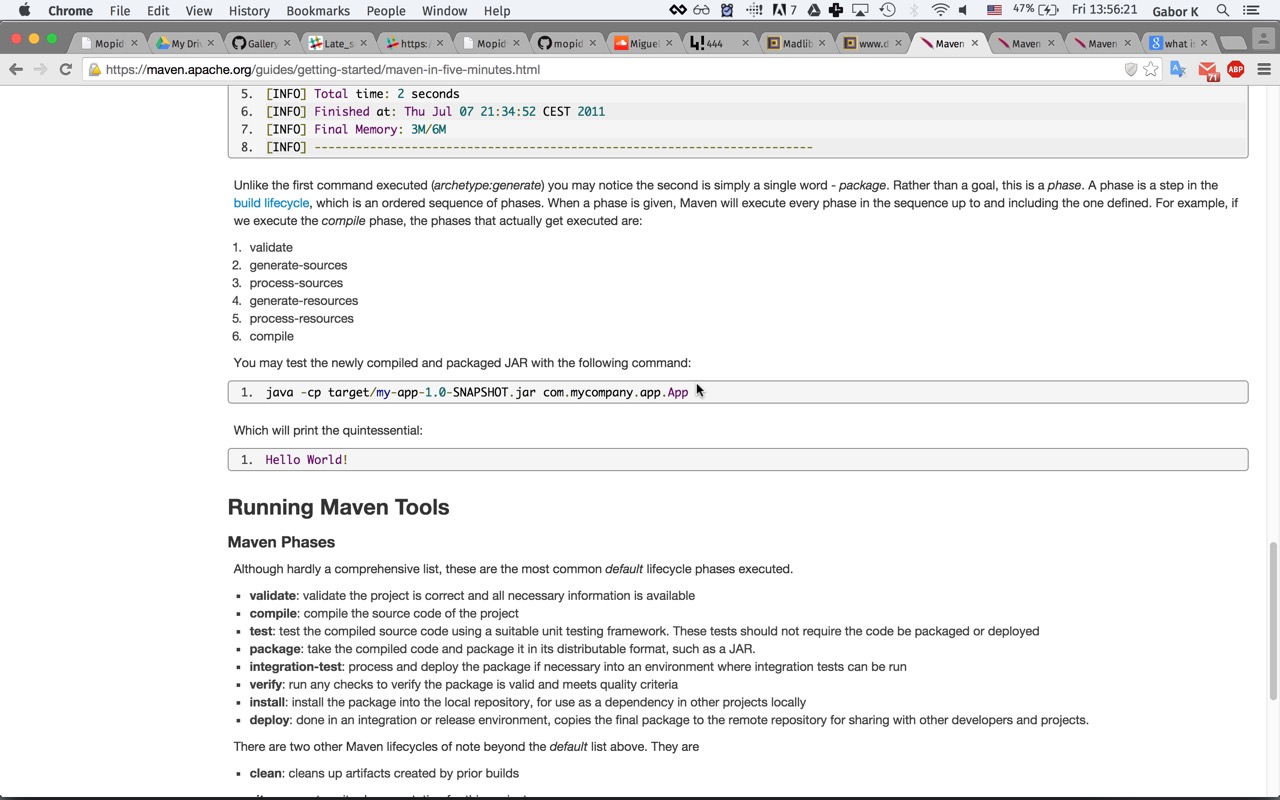 Chrome File Edit View History Bookmarks People Window Help 7 47% Fri 13:56:21 Gabor K
Mopid My Dri Gallery Late_s https:/ Mopid mopid Miguel 444 Madlib www.d Maven Maven Maven what is
https://maven.apache.org/guides/getting-started/maven-in-five-minutes.html 71 ABP
5. [INFO] Total time: 2 seconds
6. [INFO] Finished at: Thu Jul 07 21:34:52 CEST 2011
7. [INFO] Final Memory: 3M/6M
8. [INFO] ------------------------------------------------------------------------
Unlike the first command executed (archetype:generate) you may notice the second is simply a single word - package. Rather than a goal, this is a phase. A phase is a step in the
build lifecycle, which is an ordered sequence of phases. When a phase is given, Maven will execute every phase in the sequence up to and including the one defined. For example, if
we execute the compile phase, the phases that actually get executed are:
1. validate
2. generate-sources
3. process-sources
4. generate-resources
5. process-resources
6. compile
You may test the newly compiled and packaged JAR with the following command:
1. java -cp target/my-app-1.0-SNAPSHOT.jar com.mycompany.app.App
Which will print the quintessential:
1. Hello World!
Running Maven Tools
Maven Phases
Although hardly a comprehensive list, these are the most common default lifecycle phases executed.
▪ validate: validate the project is correct and all necessary information is available
▪ compile: compile the source code of the project
▪ test: test the compiled source code using a suitable unit testing framework. These tests should not require the code be packaged or deployed
▪ package: take the compiled code and package it in its distributable format, such as a JAR.
▪ integration-test: process and deploy the package if necessary into an environment where integration tests can be run
▪ verify: run any checks to verify the package is valid and meets quality criteria
▪ install: install the package into the local repository, for use as a dependency in other projects locally
▪ deploy: done in an integration or release environment, copies the final package to the remote repository for sharing with other developers and projects.
There are two other Maven lifecycles of note beyond the default list above. They are
▪ clean: cleans up artifacts created by prior builds